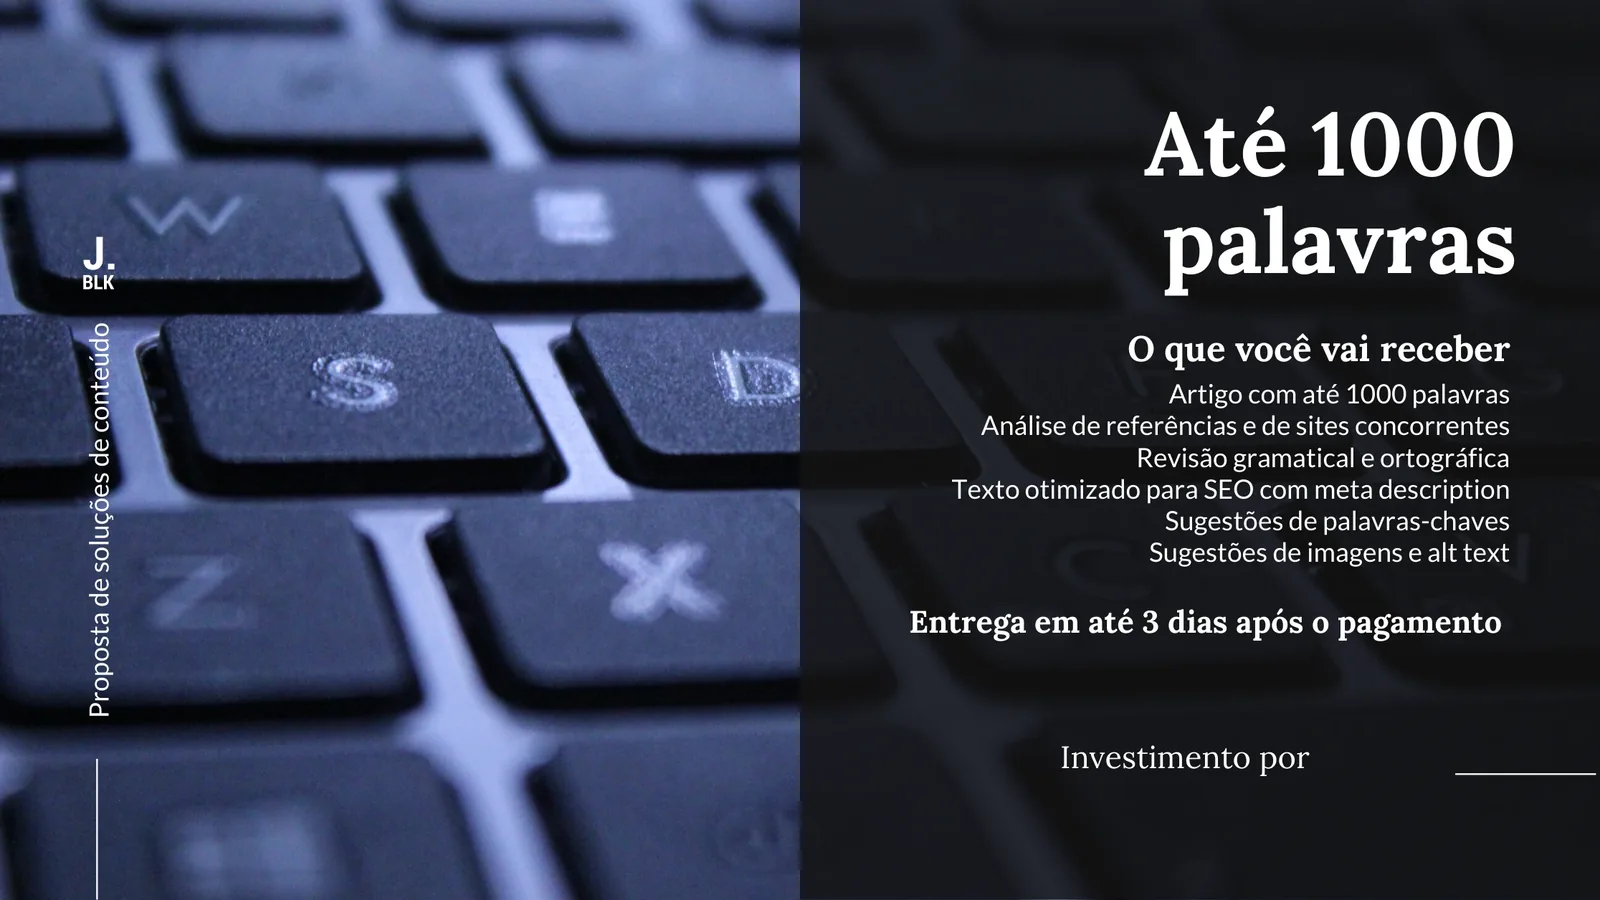 W
E
S
D
Z
X
J.
BLK
Proposta de soluções de conteúdo
Até 1000
palavras
O que você vai receber
Artigo com até 1000 palavras
Análise de referências e de sites concorrentes
Revisão gramatical e ortográfica
Texto otimizado para SEO com meta description
Sugestões de palavras-chaves
Sugestões de imagens e alt text
Entrega em até 3 dias após o pagamento
Investimento por